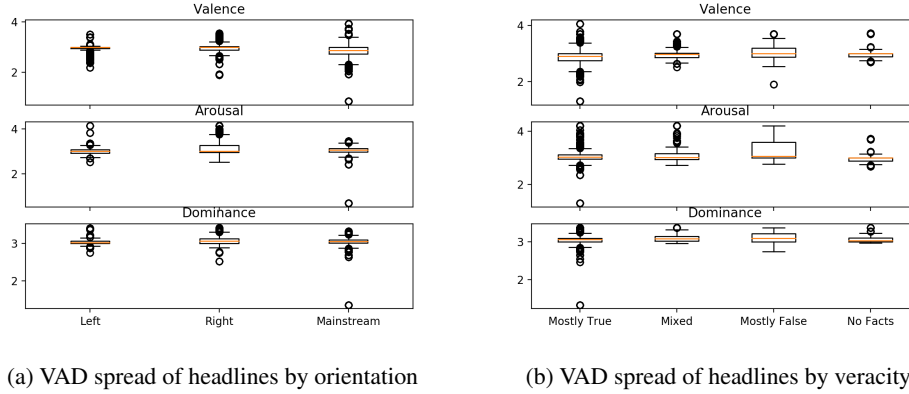 Valence
4
2
Arousal
4
2
Dominance
3
2
Left Right Mainstream
(a) VAD spread of headlines by orientation
Valence
4
2
Arousal
4
2
Dominance
3
2
Mostly True Mixed Mostly False No Facts
(b) VAD spread of headlines by veracity